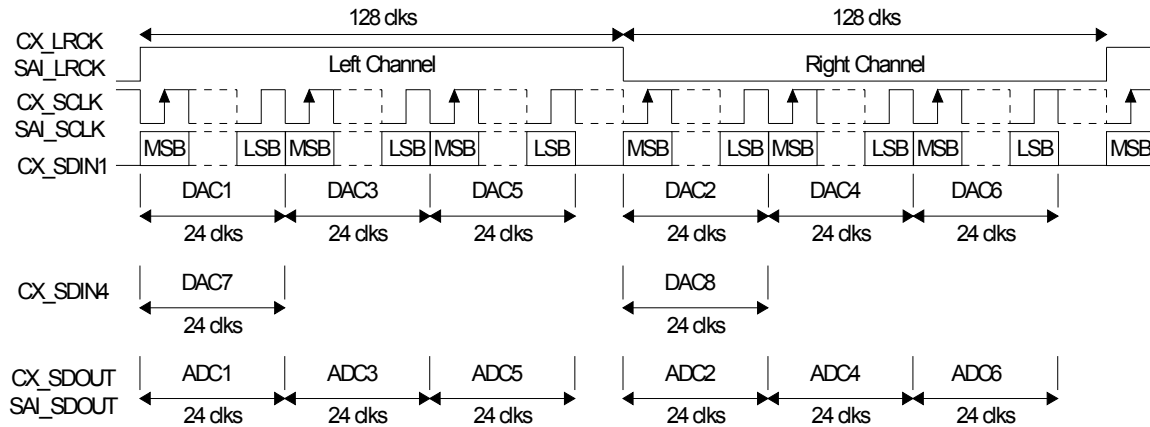 128 clks 128 clks
CX_LRCK
SAI_LRCK
Left Channel Right Channel
CX_SCLK
SAI_SCLK
MSB LSB MSB LSB MSB LSB MSB LSB MSB LSB MSB LSB MSB
CX_SDIN1
DAC1 DAC3 DAC5 DAC2 DAC4 DAC6
24 clks 24 clks 24 clks 24 clks 24 clks 24 clks
CX_SDIN4
DAC7 DAC8
24 clks 24 clks
CX_SDOUT
SAI_SDOUT
ADC1 ADC3 ADC5 ADC2 ADC4 ADC6
24 clks 24 clks 24 clks 24 clks 24 clks 24 clks